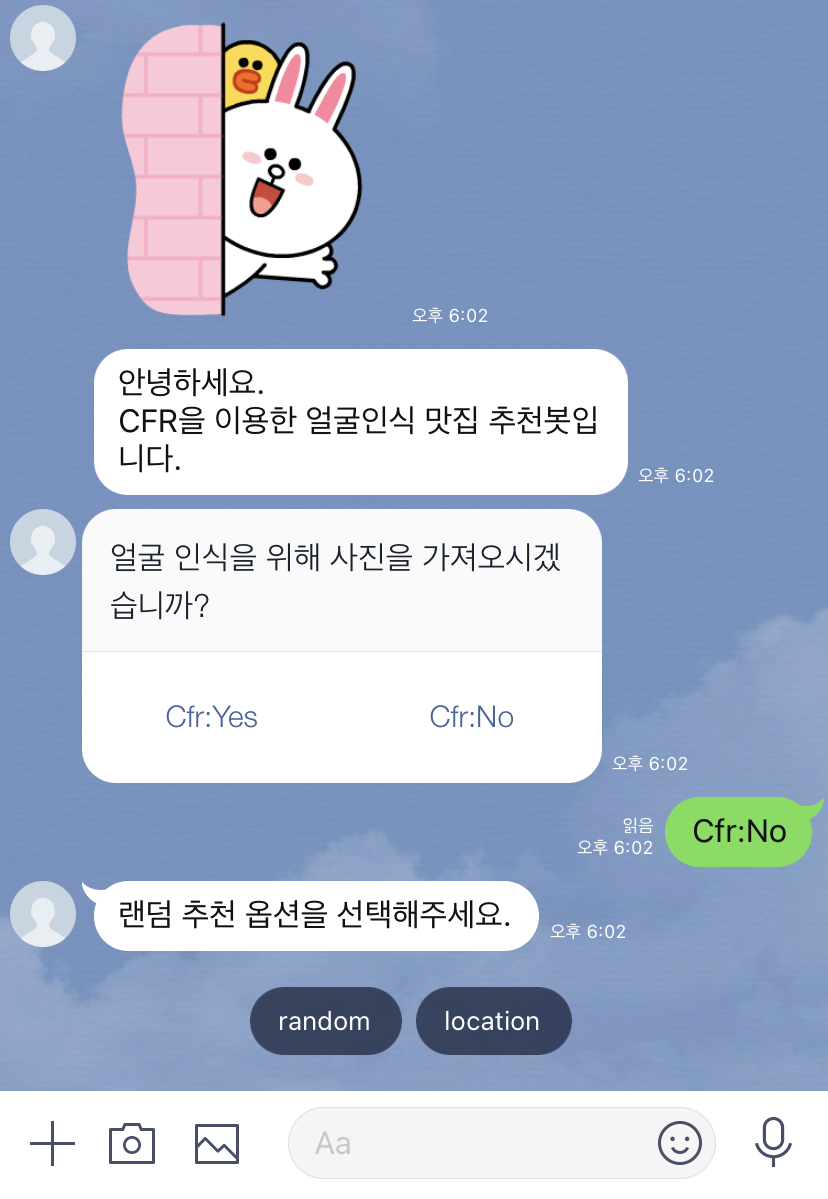 오후 6:02
안녕하세요.
CFR을 이용한 얼굴인식 맛집 추천봇입
니다.
오후 6:02
얼굴 인식을 위해 사진을 가져오시겠
습니까?
Cfr:Yes
Cfr:No
오후 6:02
읽음
오후 6:02
Cfr:No
랜덤 추천 옵션을 선택해주세요.
오후 6:02
random
location
Aa